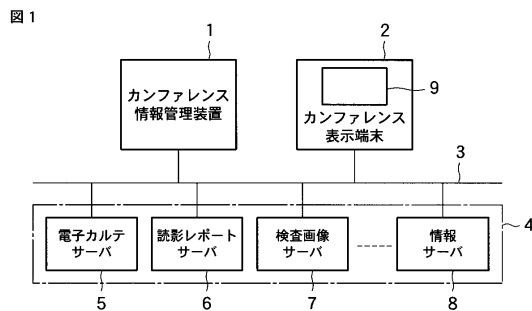 図1
1
2
カンファレンス
情報管理装置
9
カンファレンス
表示端末
3
4
電子カルテ
サーバ
読影レポート
サーバ
検査画像
サーバ
情報
サーバ
5
6
7
8